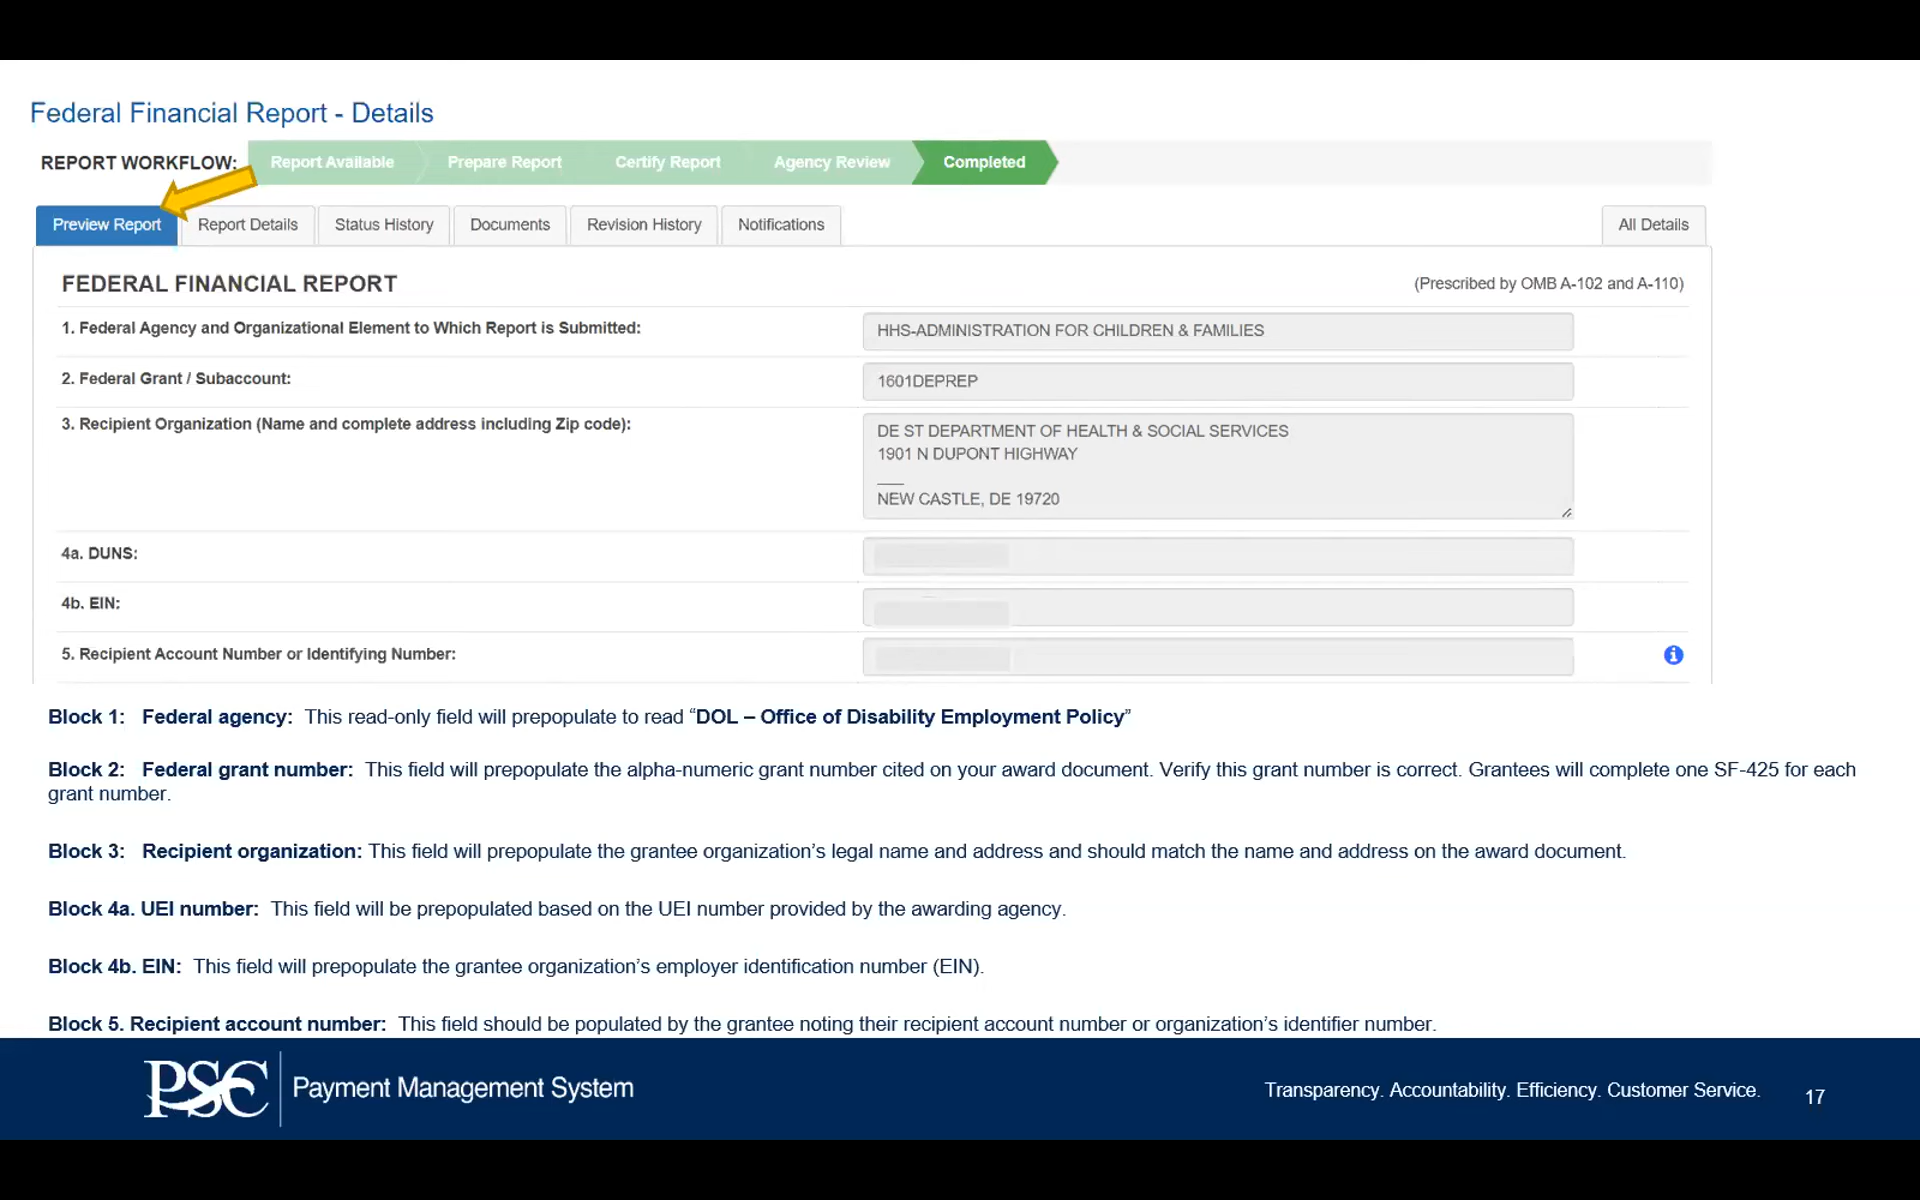 Federal Financial Report - Details
REPORT WORKFLOW: Report Available Prepare Report Certify Report Agency Review Completed
Preview Report Report Details Status History Documents Revision History Notifications All Details
FEDERAL FINANCIAL REPORT (Prescribed by OMB A-102 and A-110)
1. Federal Agency and Organizational Element to Which Report is Submitted: HHS-ADMINISTRATION FOR CHILDREN & FAMILIES
2. Federal Grant / Subaccount: 1601DEPREP
3. Recipient Organization (Name and complete address including Zip code): DE ST DEPARTMENT OF HEALTH & SOCIAL SERVICES
1901 N DUPONT HIGHWAY
___
NEW CASTLE, DE 19720
4a. DUNS:
4b. EIN:
5. Recipient Account Number or Identifying Number:
Block 1: Federal agency: This read-only field will prepopulate to read “DOL – Office of Disability Employment Policy”
Block 2: Federal grant number: This field will prepopulate the alpha-numeric grant number cited on your award document. Verify this grant number is correct. Grantees will complete one SF-425 for each
grant number.
Block 3: Recipient organization: This field will prepopulate the grantee organization’s legal name and address and should match the name and address on the award document.
Block 4a. UEI number: This field will be prepopulated based on the UEI number provided by the awarding agency.
Block 4b. EIN: This field will prepopulate the grantee organization’s employer identification number (EIN).
Block 5. Recipient account number: This field should be populated by the grantee noting their recipient account number or organization’s identifier number.
PSC Payment Management System
Transparency. Accountability. Efficiency. Customer Service. 17